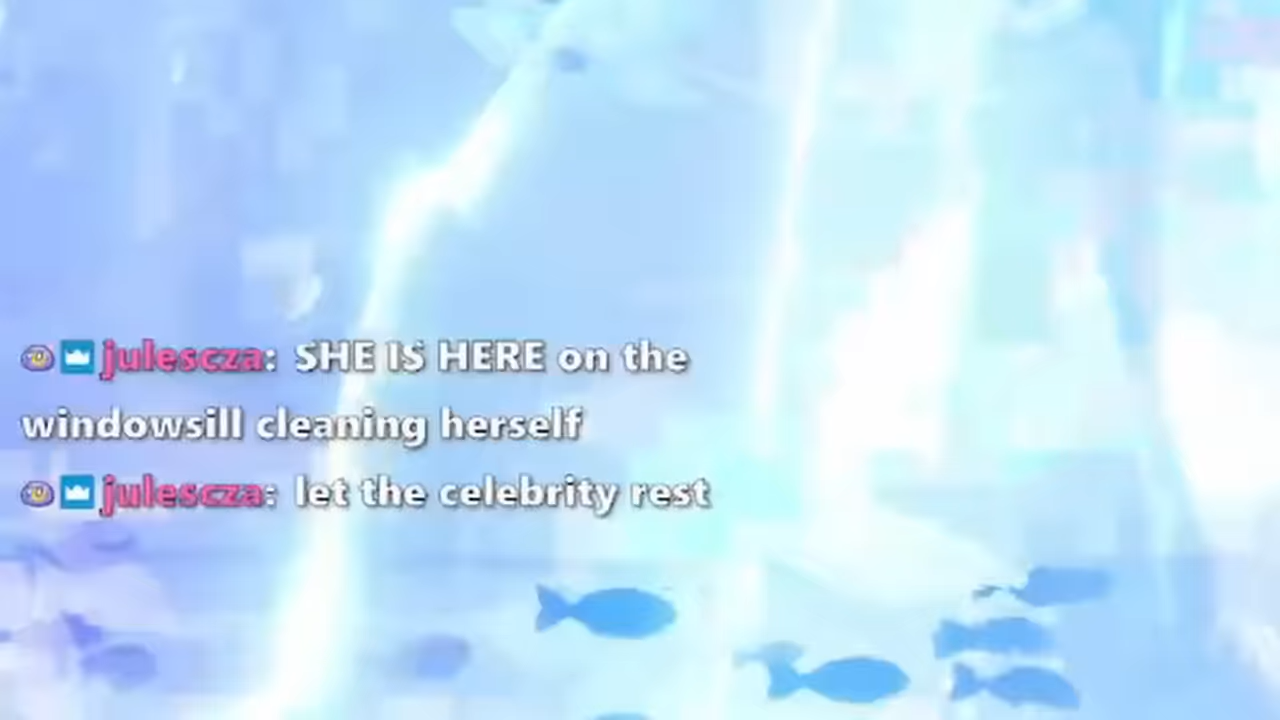 julescza: SHE IS HERE on the
windowsill cleaning herself
julescza: let the celebrity rest